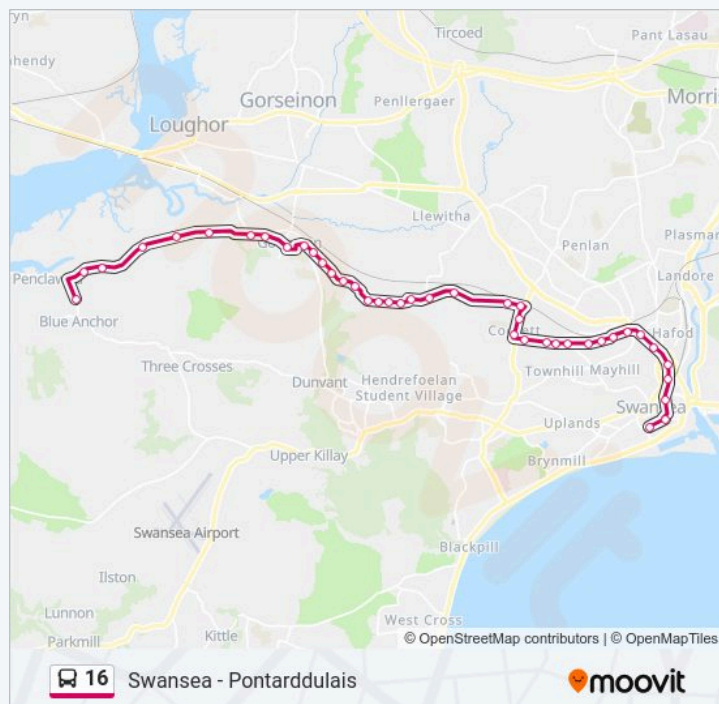 Tircoed
Pant Lasau
Gorseinon
Penllergaer
Morri
Loughor
Llewitha
Penlan
Plasmar
Landore
Penclaw
Blue Anchor
Hafod
Three Crosses
Townhill Mayhill
Dunvant
Hendrefoelan
Student Village
Swansea
Uplands
Upper Killay
Brynmill
Swansea Airport
Blackpill
Ilston
Lunnon
West Cross
Kittle
Parkmill
© OpenStreetMap contributors | © OpenMapTiles
16 Swansea - Pontarddulais
moovit